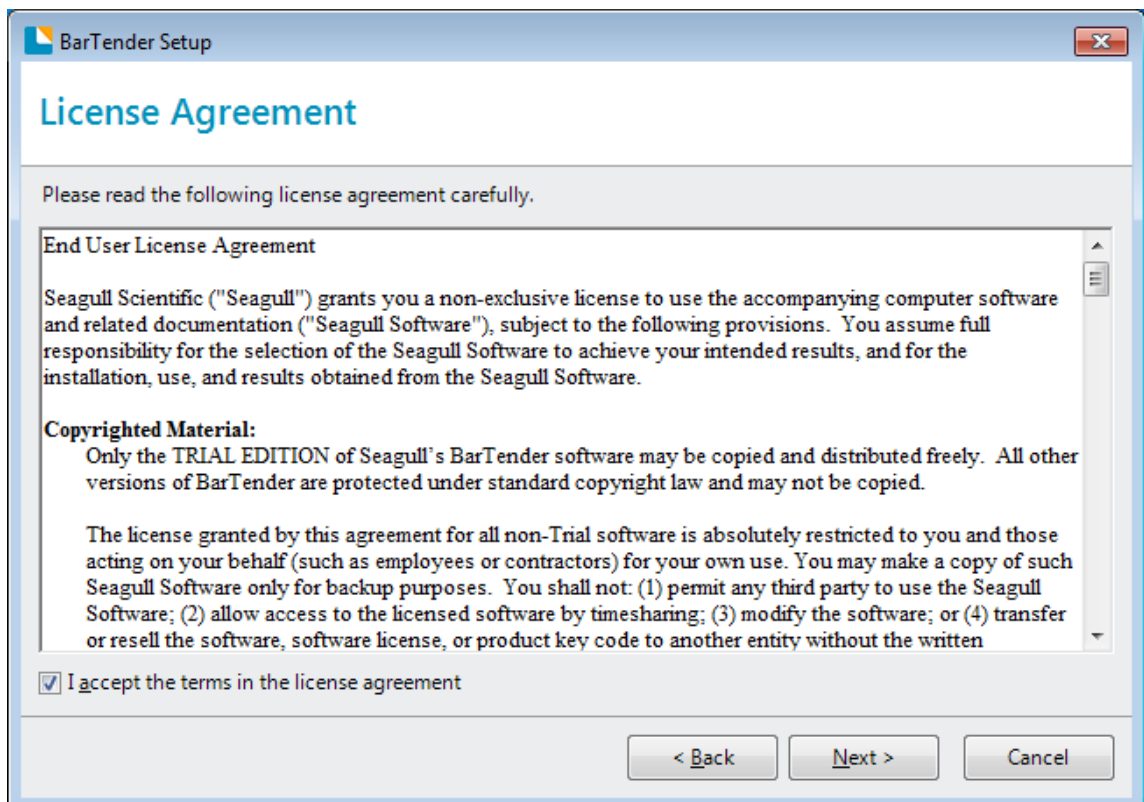 BarTender Setup
License Agreement
Please read the following license agreement carefully.
End User License Agreement
Seagull Scientific ("Seagull") grants you a non-exclusive license to use the accompanying computer software
and related documentation ("Seagull Software"), subject to the following provisions.  You assume full
responsibility for the selection of the Seagull Software to achieve your intended results, and for the
installation, use, and results obtained from the Seagull Software.
Copyrighted Material:
Only the TRIAL EDITION of Seagull’s BarTender software may be copied and distributed freely.  All other
versions of BarTender are protected under standard copyright law and may not be copied.
The license granted by this agreement for all non-Trial software is absolutely restricted to you and those
acting on your behalf (such as employees or contractors) for your own use. You may make a copy of such
Seagull Software only for backup purposes.  You shall not: (1) permit any third party to use the Seagull
Software; (2) allow access to the licensed software by timesharing; (3) modify the software; or (4) transfer
or resell the software, software license, or product key code to another entity without the written
I accept the terms in the license agreement
< Back
Next >
Cancel